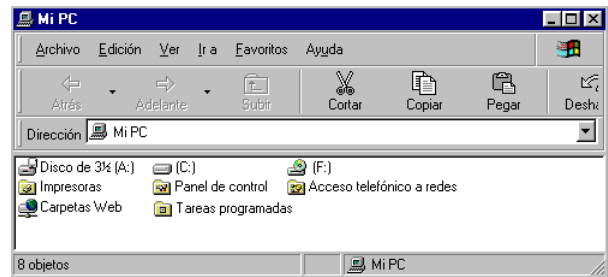 Mi PC
Archivo Edición Ver Ir a Favoritos Ayuda
Atrás Adelante Subir Cortar Copiar Pegar Desha
Dirección Mi PC
Disco de 3½ (A:) (C:) (F:)
Impresoras Panel de control Acceso telefónico a redes
Carpetas Web Tareas programadas
8 objetos Mi PC